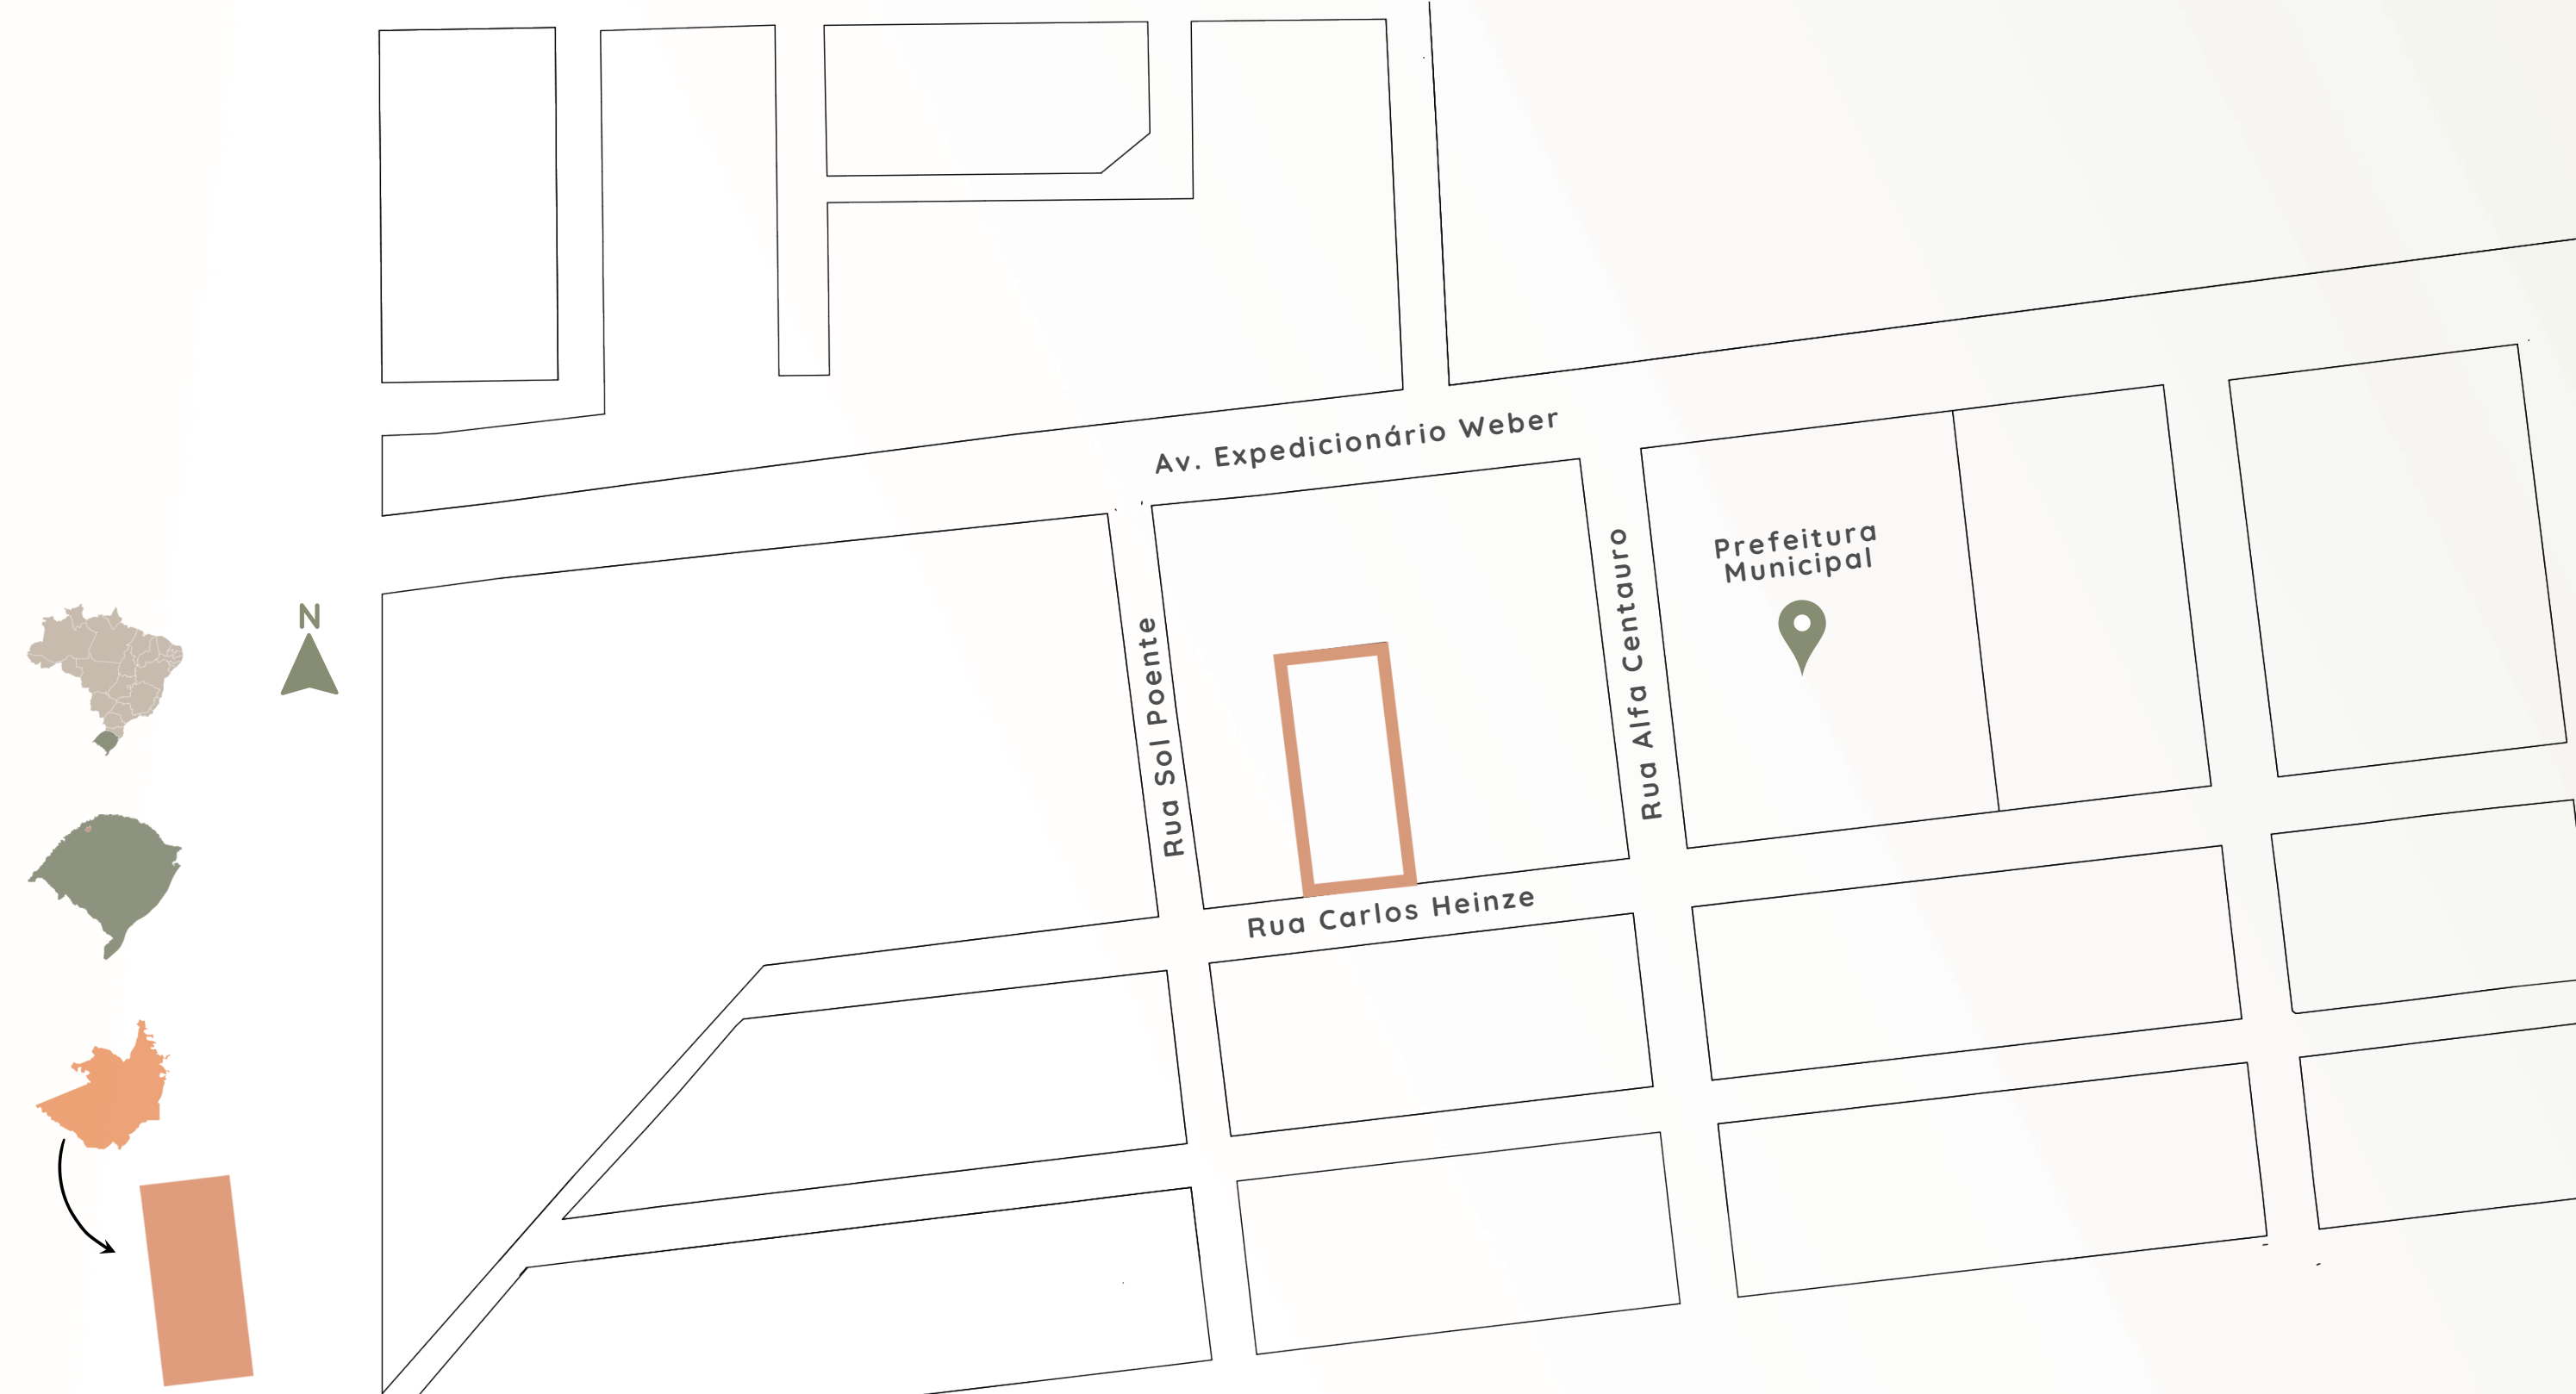 Av. Expedicionário Weber
Prefeitura
Municipal
Rua Alfa Centauro
N
Rua Sol Poente
Rua Carlos Heinze